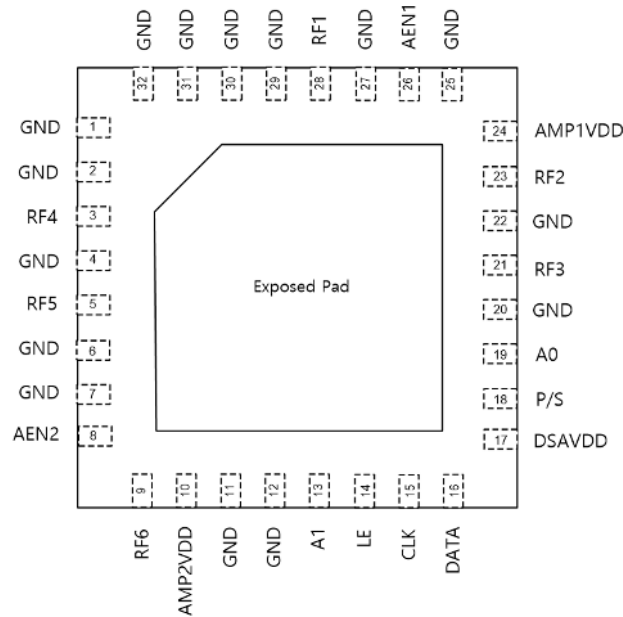 GND GND GND GND RF1 GND AEN1 GND
32 31 30 29 28 27 26 25
GND 1
GND 2
RF4 3
GND 4
RF5 5
GND 6
GND 7
AEN2 8
Exposed Pad
24 AMP1VDD
23 RF2
22 GND
21 RF3
20 GND
19 A0
18 P/S
17 DSAVDD
9 10 11 12 13 14 15 16
RF6 AMP2VDD GND GND A1 LE CLK DATA